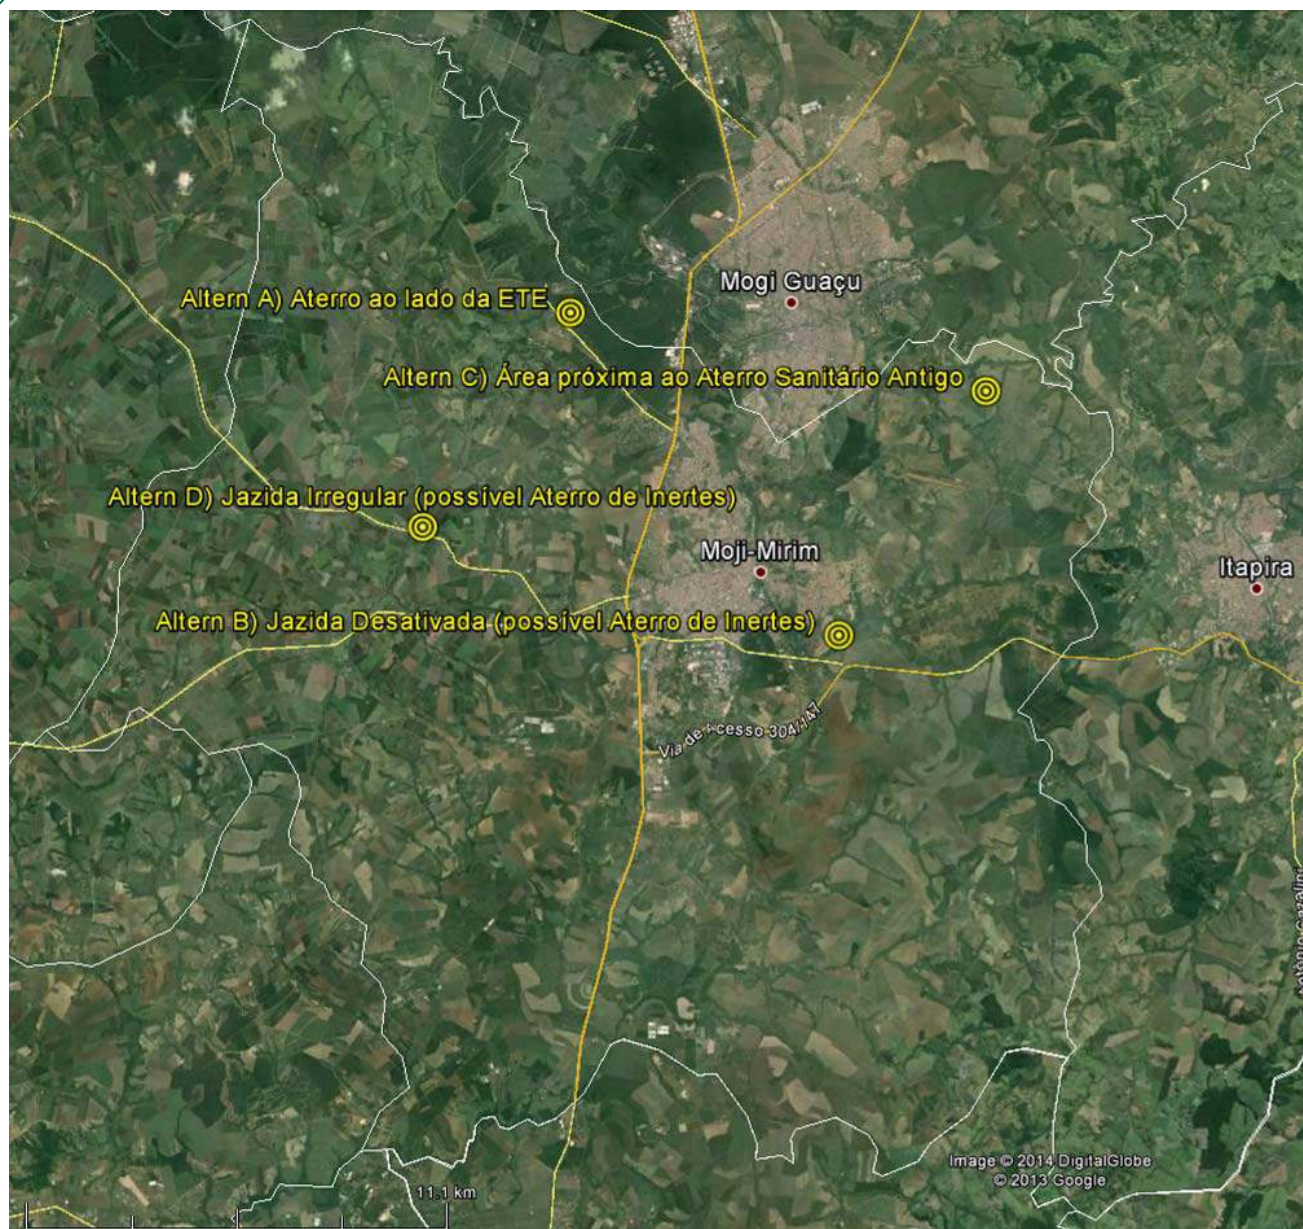 Mogi Guaçu
Altern A) Aterro ao lado da ETE
Altern C) Área próxima ao Aterro Sanitário Antigo
Altern D) Jazida Irregular (possível Aterro de Inertes)
Moji-Mirim
Itapira
Altern B) Jazida Desativada (possível Aterro de Inertes)
Via de Acesso 304/147
Image © 2014 DigitalGlobe
© 2013 Google
11.1 km